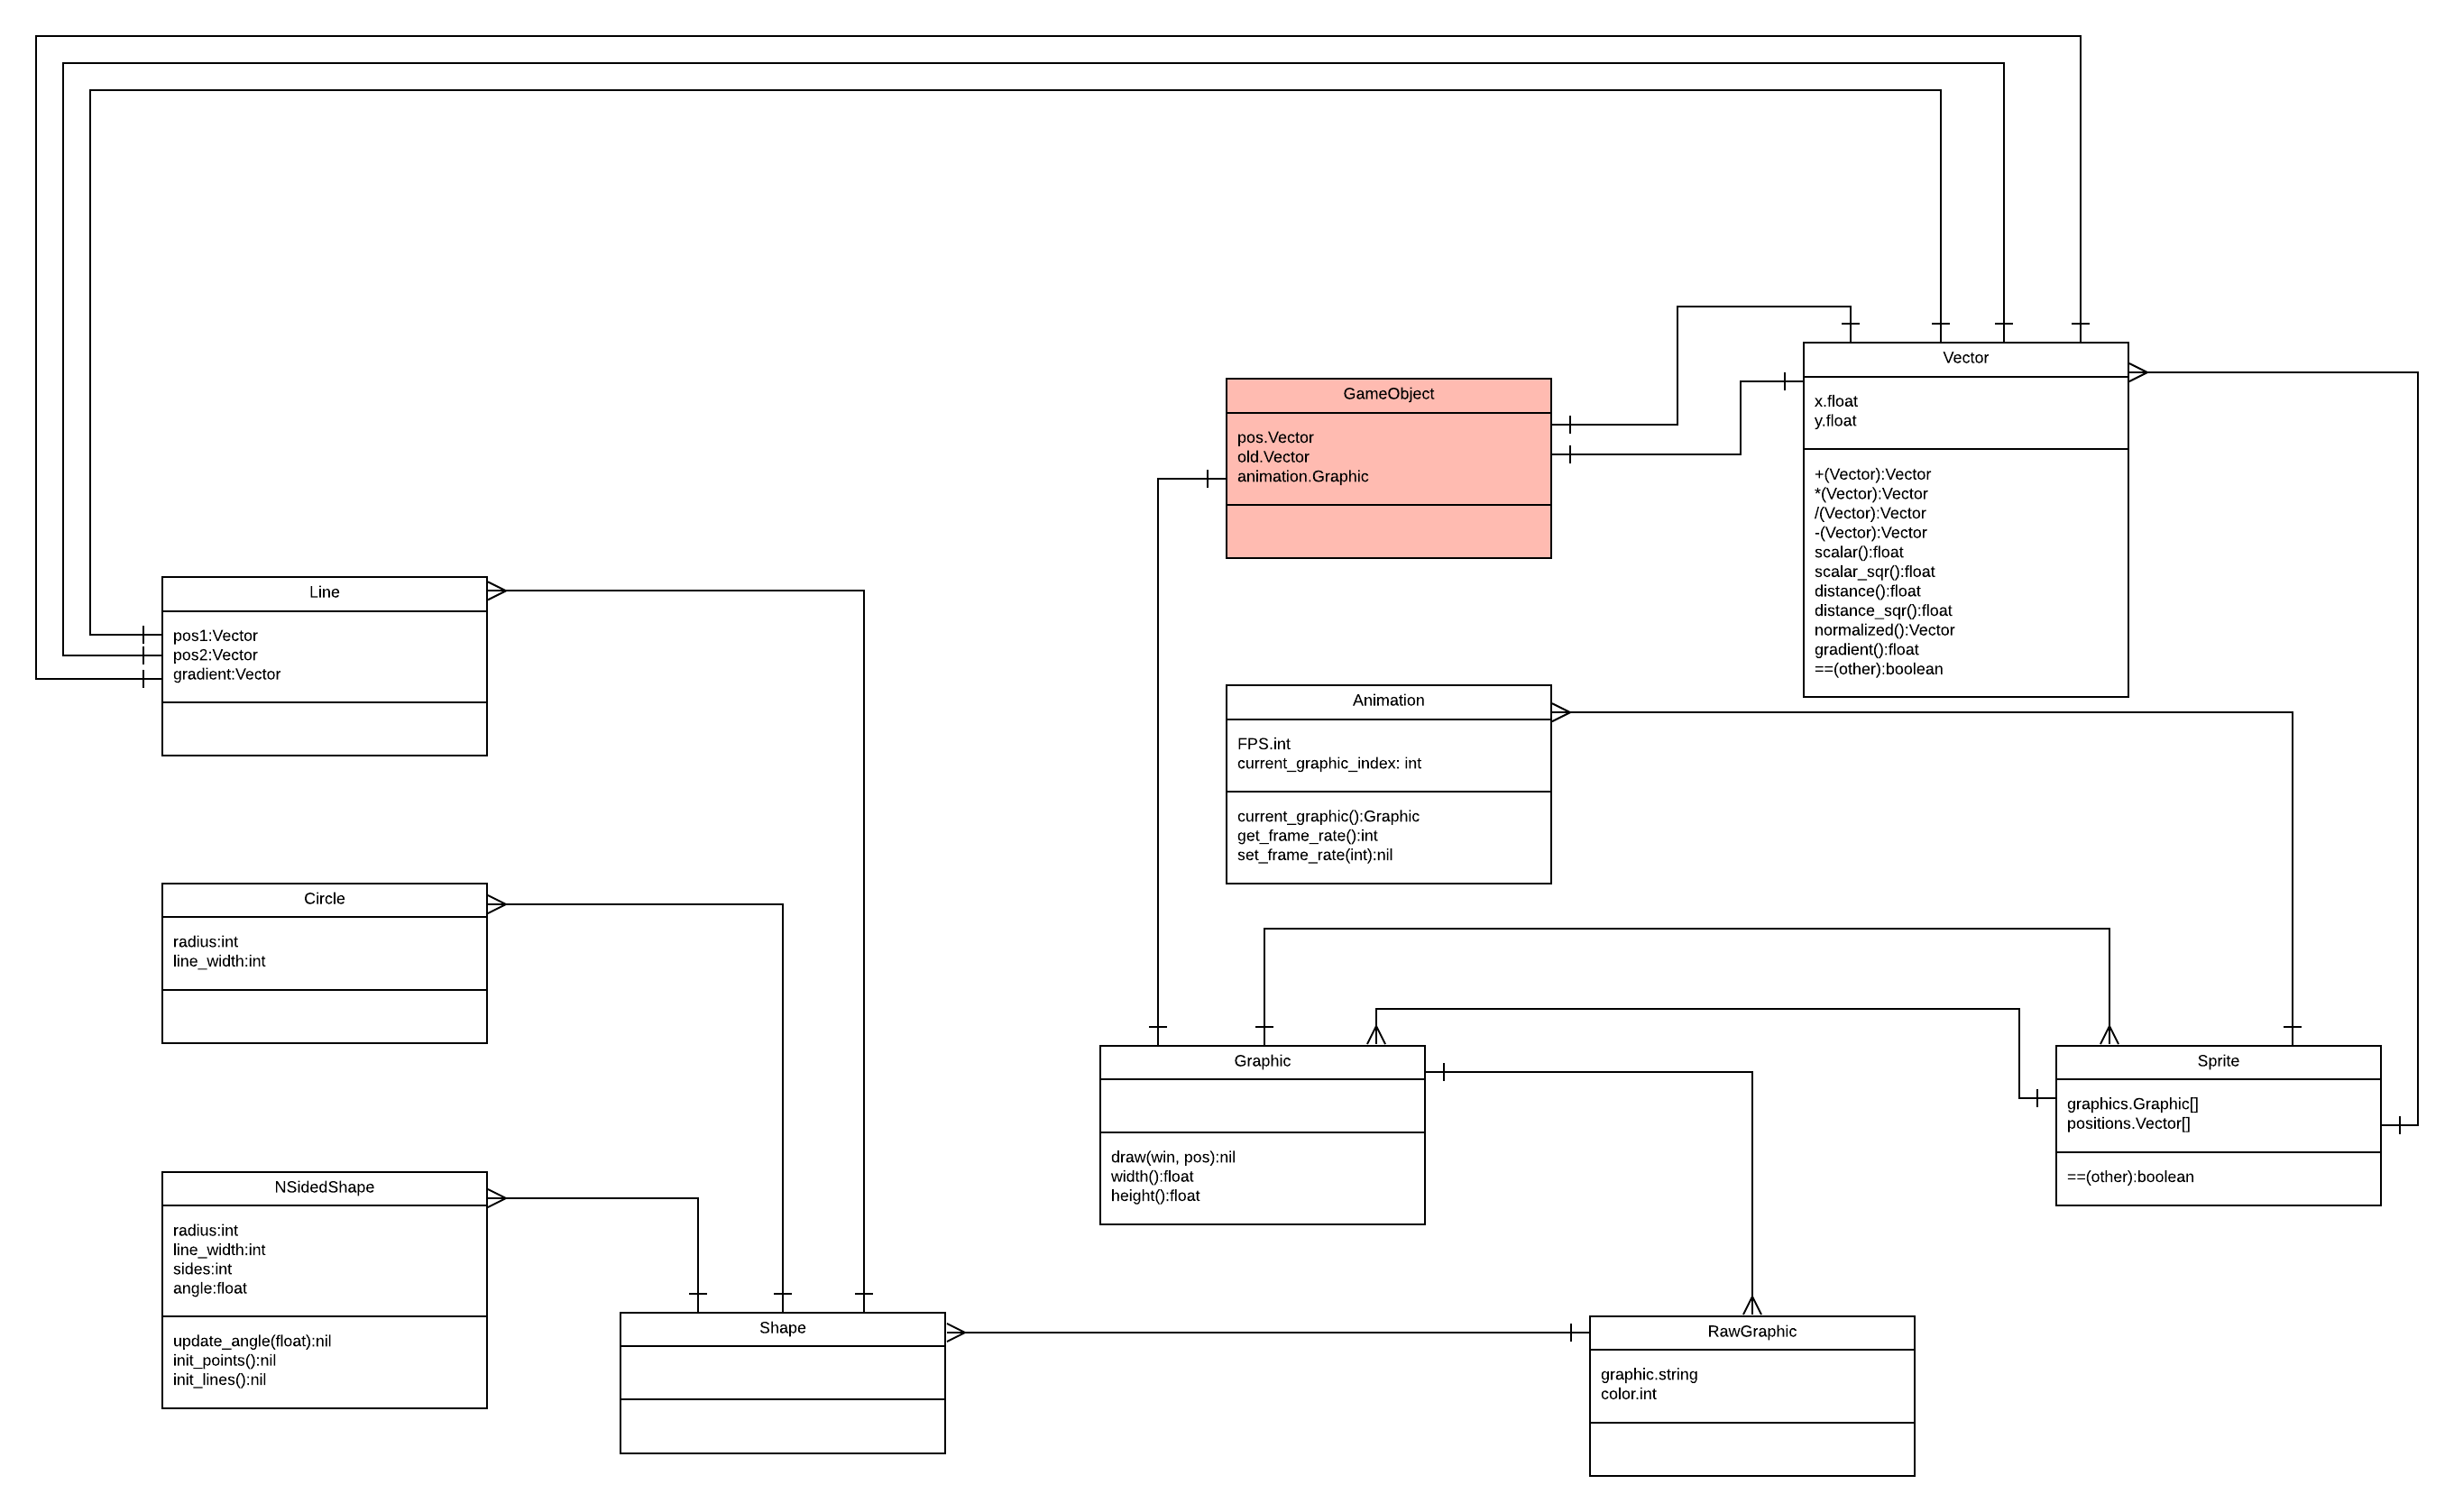 Vector
x.float
y.float
+(Vector):Vector
*(Vector):Vector
/(Vector):Vector
-(Vector):Vector
scalar():float
scalar_sqr():float
distance():float
distance_sqr():float
normalized():Vector
gradient():float
==(other):boolean
GameObject
pos.Vector
old.Vector
animation.Graphic
Line
pos1:Vector
pos2:Vector
gradient:Vector
Animation
FPS.int
current_graphic_index: int
current_graphic():Graphic
get_frame_rate():int
set_frame_rate(int):nil
Circle
radius:int
line_width:int
Graphic
draw(win, pos):nil
width():float
height():float
Sprite
graphics.Graphic[]
positions.Vector[]
==(other):boolean
NSidedShape
radius:int
line_width:int
sides:int
angle:float
update_angle(float):nil
init_points():nil
init_lines():nil
Shape
RawGraphic
graphic.string
color.int